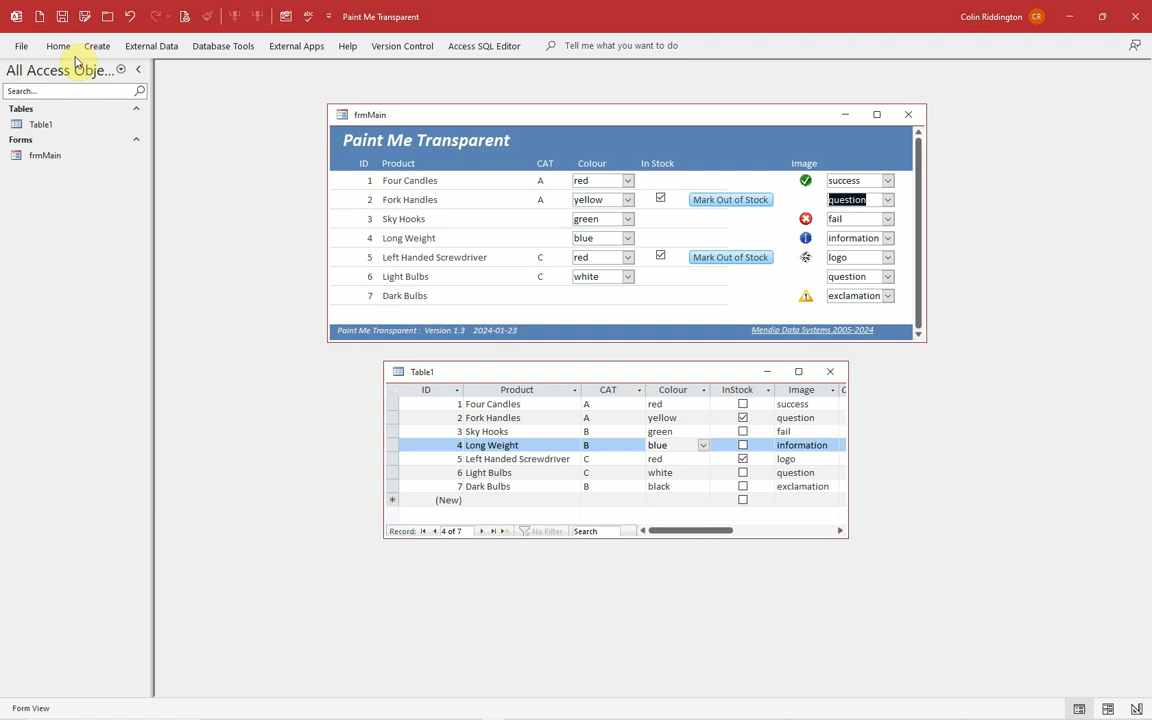 Paint Me Transparent
Colin Riddington CR
File Home Create External Data Database Tools External Apps Help Version Control Access SQL Editor Tell me what you want to do
All Access Obje...
Search...
Tables
Table1
Forms
frmMain
frmMain
Paint Me Transparent
ID Product CAT Colour In Stock Image
1 Four Candles A red success
2 Fork Handles A yellow Mark Out of Stock question
3 Sky Hooks green fail
4 Long Weight blue information
5 Left Handed Screwdriver C red Mark Out of Stock logo
6 Light Bulbs C white question
7 Dark Bulbs exclamation
Paint Me Transparent : Version 1.3 2024-01-23 Mendip Data Systems 2005-2024
Table1
ID Product CAT Colour InStock Image
1 Four Candles A red success
2 Fork Handles A yellow question
3 Sky Hooks B green fail
4 Long Weight B blue information
5 Left Handed Screwdriver C red logo
6 Light Bulbs C white question
7 Dark Bulbs B black exclamation
(New)
Record: 4 of 7 No Filter Search
Form View